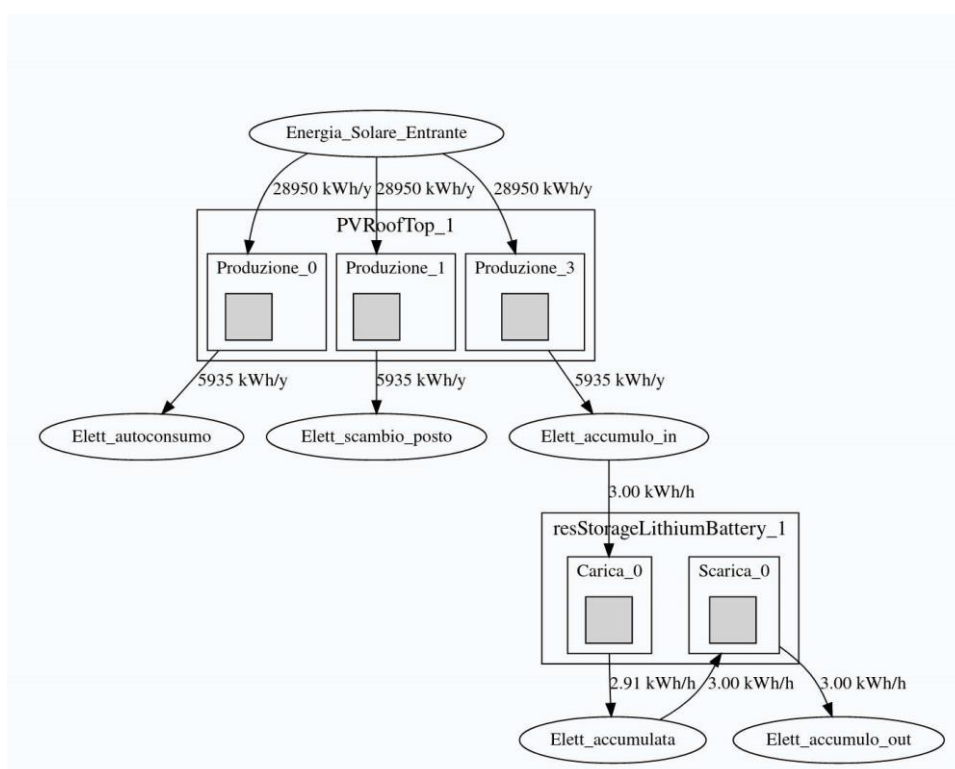 Energia_Solare_Entrante
28950 kWh/y
28950 kWh/y
28950 kWh/y
PVRoofTop_1
Produzione_0
Produzione_1
Produzione_3
5935 kWh/y
5935 kWh/y
5935 kWh/y
Elett_autoconsumo
Elett_scambio_posto
Elett_accumulo_in
3.00 kWh/h
resStorageLithiumBattery_1
Carica_0
Scarica_0
2.91 kWh/h
3.00 kWh/h
3.00 kWh/h
Elett_accumulata
Elett_accumulo_out